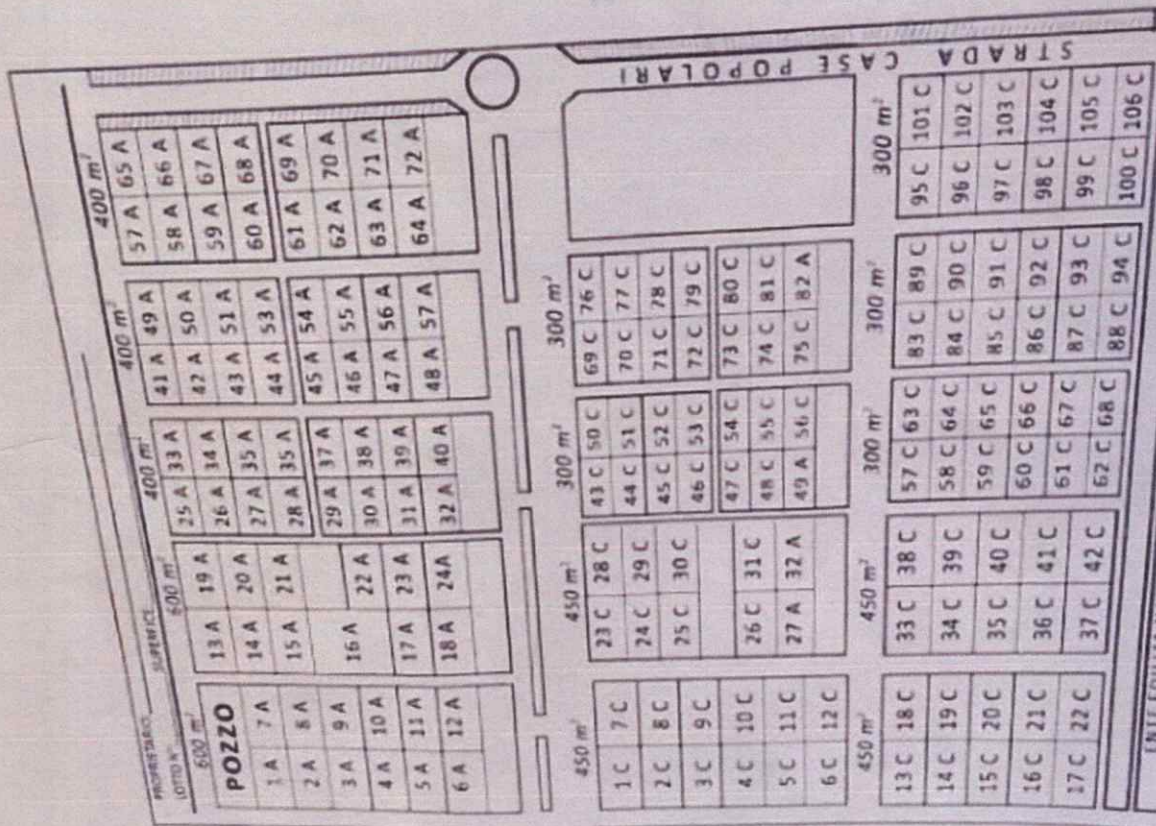 PROPRIETARIO
LOTTO N° SUPERFICE
600 m²
POZZO
1 A 7 A
2 A 8 A
3 A 9 A
4 A 10 A
5 A 11 A
6 A 12 A
600 m²
13 A 19 A
14 A 20 A
15 A 21 A
16 A 22 A
17 A 23 A
18 A 24A
400 m²
25 A 33 A
26 A 34 A
27 A 35 A
28 A 35 A
29 A 37 A
30 A 38 A
31 A 39 A
32 A 40 A
400 m²
41 A 49 A
42 A 50 A
43 A 51 A
44 A 53 A
45 A 54 A
46 A 55 A
47 A 56 A
48 A 57 A
400 m²
57 A 65 A
58 A 66 A
59 A 67 A
60 A 68 A
61 A 69 A
62 A 70 A
63 A 71 A
64 A 72 A
450 m²
1 C 7 C
2 C 8 C
3 C 9 C
4 C 10 C
5 C 11 C
6 C 12 C
450 m²
23 C 28 C
24 C 29 C
25 C 30 C
26 C 31 C
27 A 32 A
300 m²
43 C 50 C
44 C 51 C
45 C 52 C
46 C 53 C
47 C 54 C
48 C 55 C
49 A 56 C
300 m²
69 C 76 C
70 C 77 C
71 C 78 C
72 C 79 C
73 C 80 C
74 C 81 C
75 C 82 A
STRADA CASE POPOLARI
450 m²
13 C 18 C
14 C 19 C
15 C 20 C
16 C 21 C
17 C 22 C
450 m²
33 C 38 C
34 C 39 C
35 C 40 C
36 C 41 C
37 C 42 C
300 m²
57 C 63 C
58 C 64 C
59 C 65 C
60 C 66 C
61 C 67 C
62 C 68 C
300 m²
83 C 89 C
84 C 90 C
85 C 91 C
86 C 92 C
87 C 93 C
88 C 94 C
300 m²
95 C 101 C
96 C 102 C
97 C 103 C
98 C 104 C
99 C 105 C
100 C 106 C